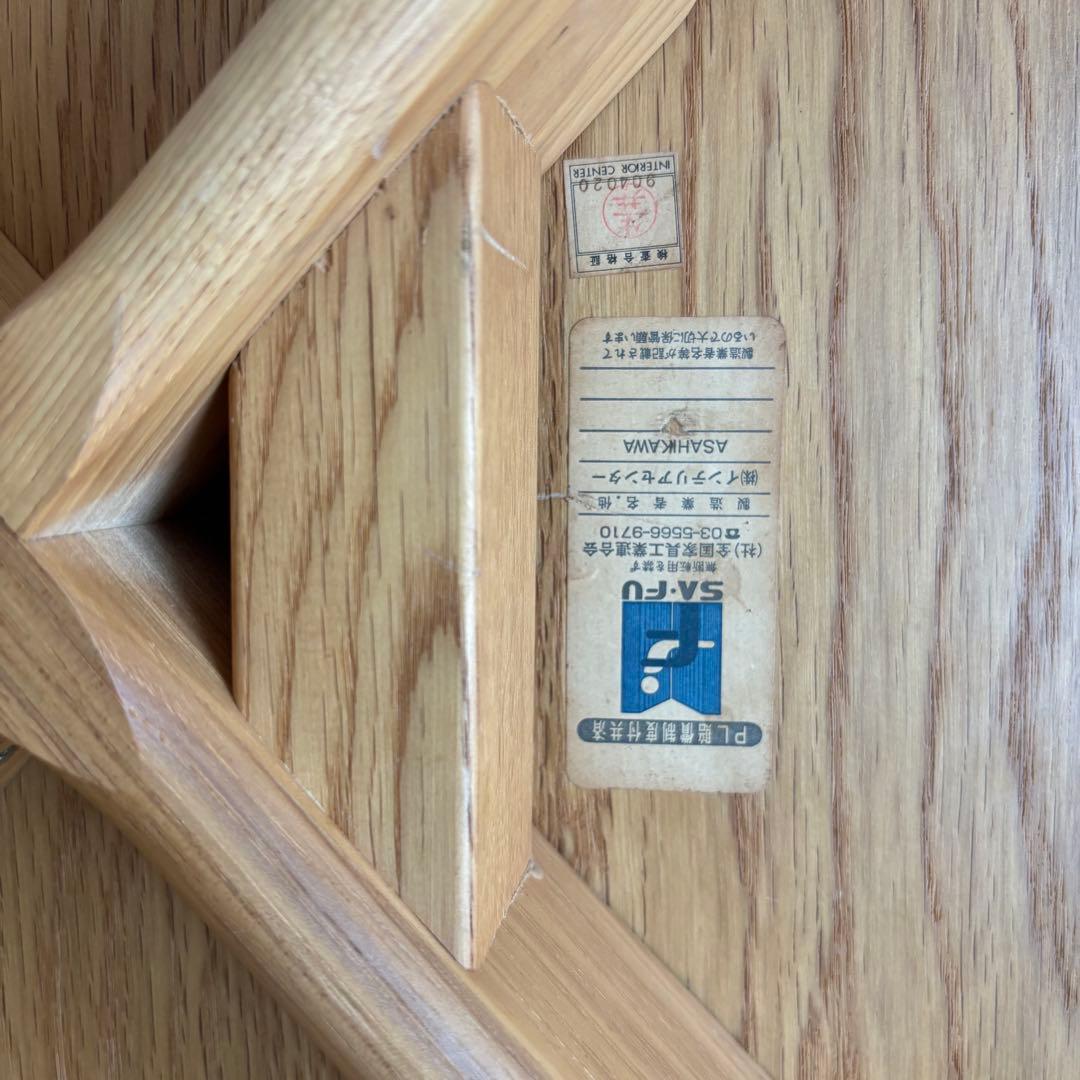 検査合格証
904020
INTERIOR CENTER
PL賠償制度付共済
SA·FU
無断転用を禁ず
(社)全国家具工業連合会
☎03-5566-9710
製造業者名.他
㈱インテリアセンター
ASAHIKAWA
製造業者名等が記載されて
いるので大切に保管願います